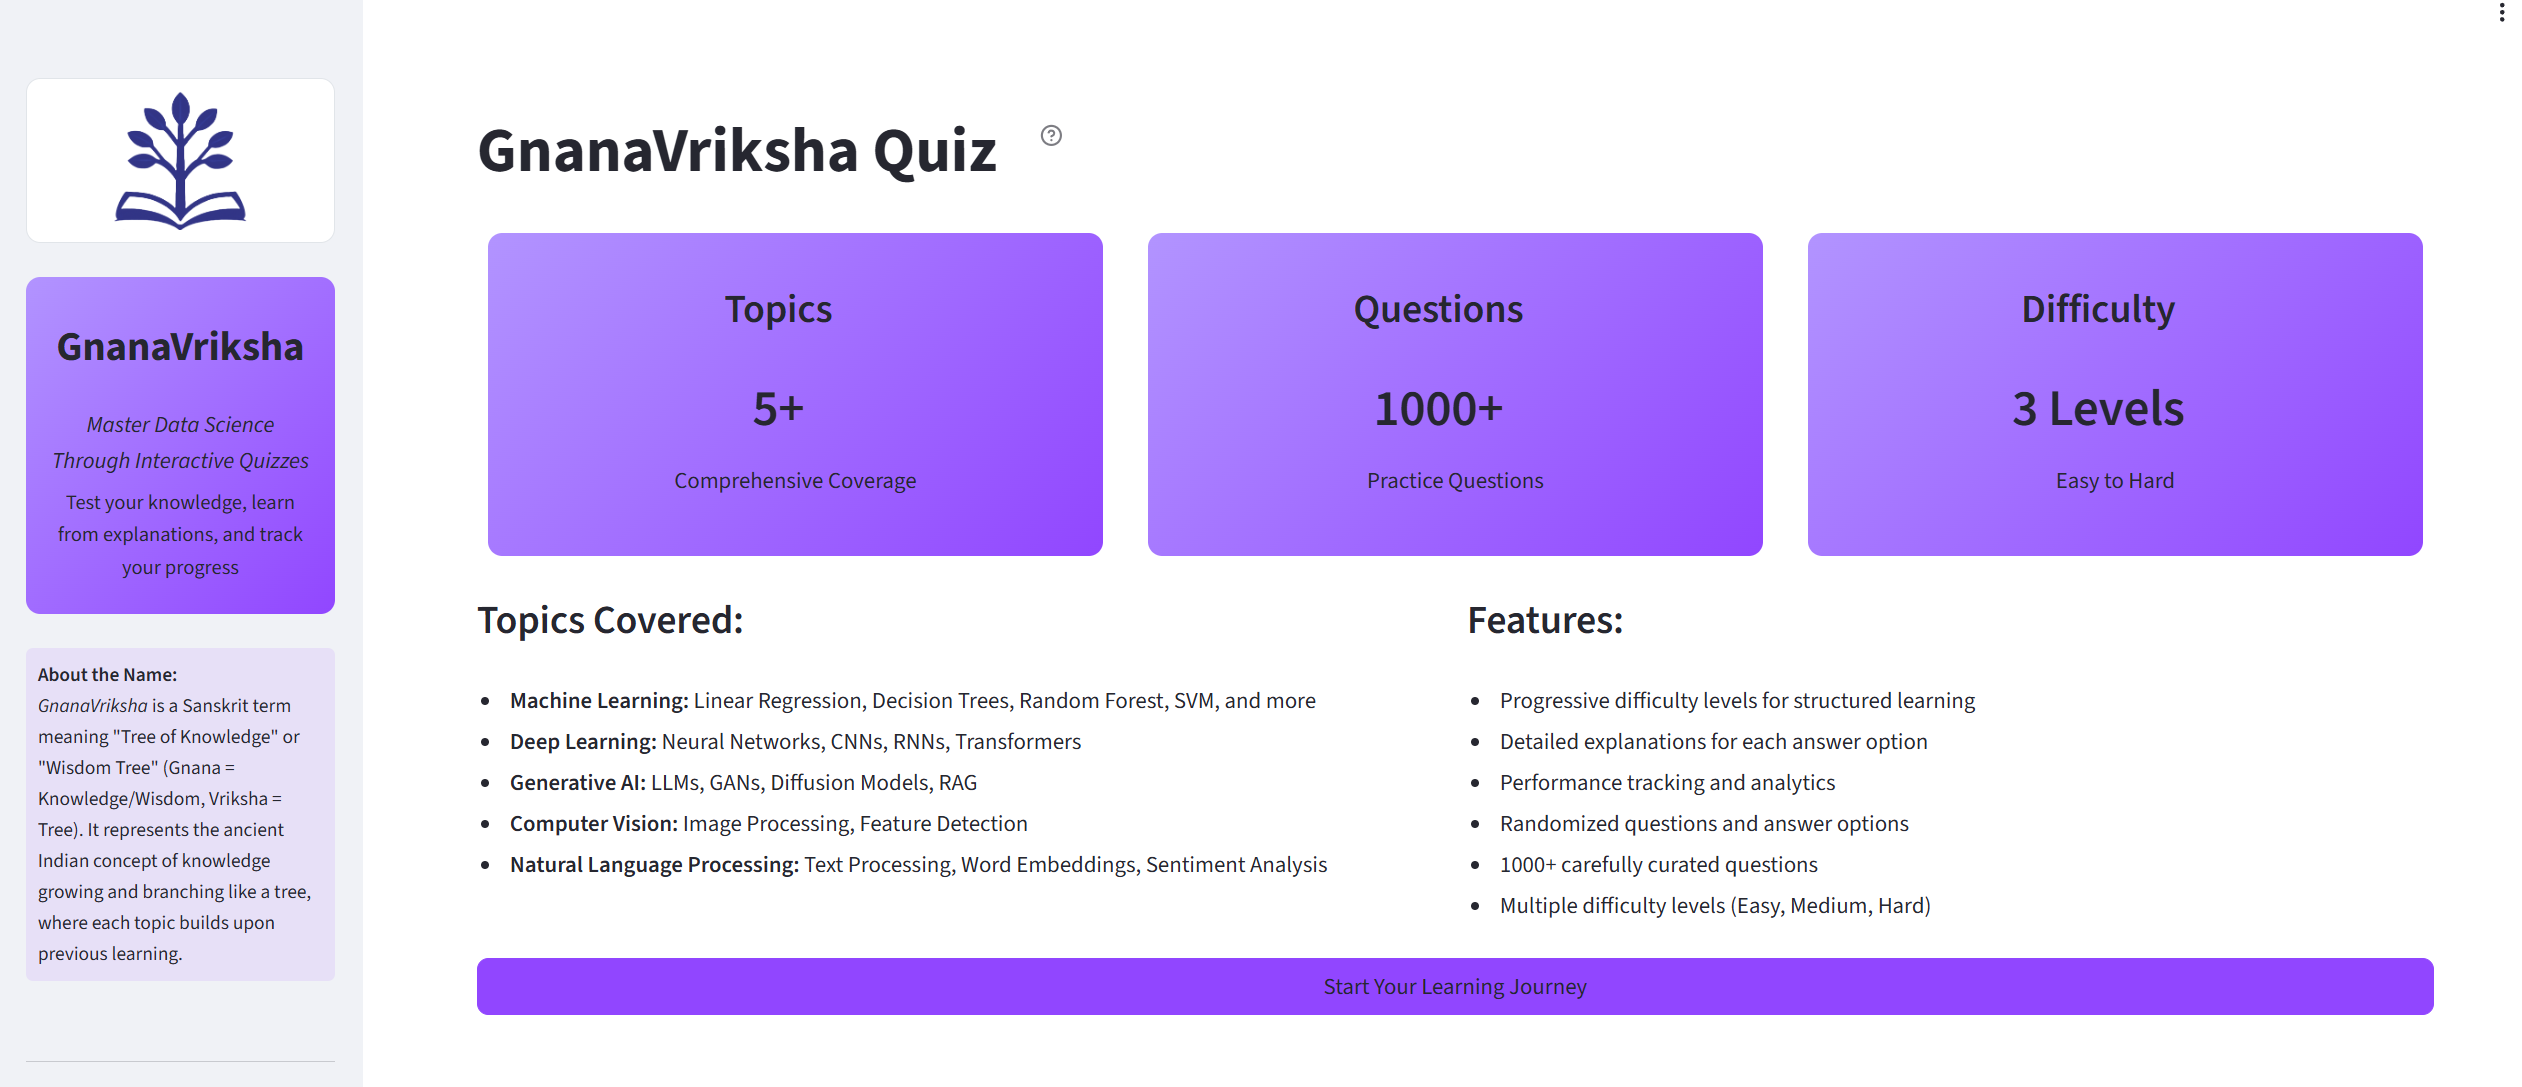 GnanaVriksha
Master Data Science
Through Interactive Quizzes
Test your knowledge, learn
from explanations, and track
your progress
About the Name:
GnanaVriksha is a Sanskrit term
meaning "Tree of Knowledge" or
"Wisdom Tree" (Gnana =
Knowledge/Wisdom, Vriksha =
Tree). It represents the ancient
Indian concept of knowledge
growing and branching like a tree,
where each topic builds upon
previous learning.
GnanaVriksha Quiz
Topics
5+
Comprehensive Coverage
Questions
1000+
Practice Questions
Difficulty
3 Levels
Easy to Hard
Topics Covered:
• Machine Learning: Linear Regression, Decision Trees, Random Forest, SVM, and more
• Deep Learning: Neural Networks, CNNs, RNNs, Transformers
• Generative AI: LLMs, GANs, Diffusion Models, RAG
• Computer Vision: Image Processing, Feature Detection
• Natural Language Processing: Text Processing, Word Embeddings, Sentiment Analysis
Features:
• Progressive difficulty levels for structured learning
• Detailed explanations for each answer option
• Performance tracking and analytics
• Randomized questions and answer options
• 1000+ carefully curated questions
• Multiple difficulty levels (Easy, Medium, Hard)
Start Your Learning Journey